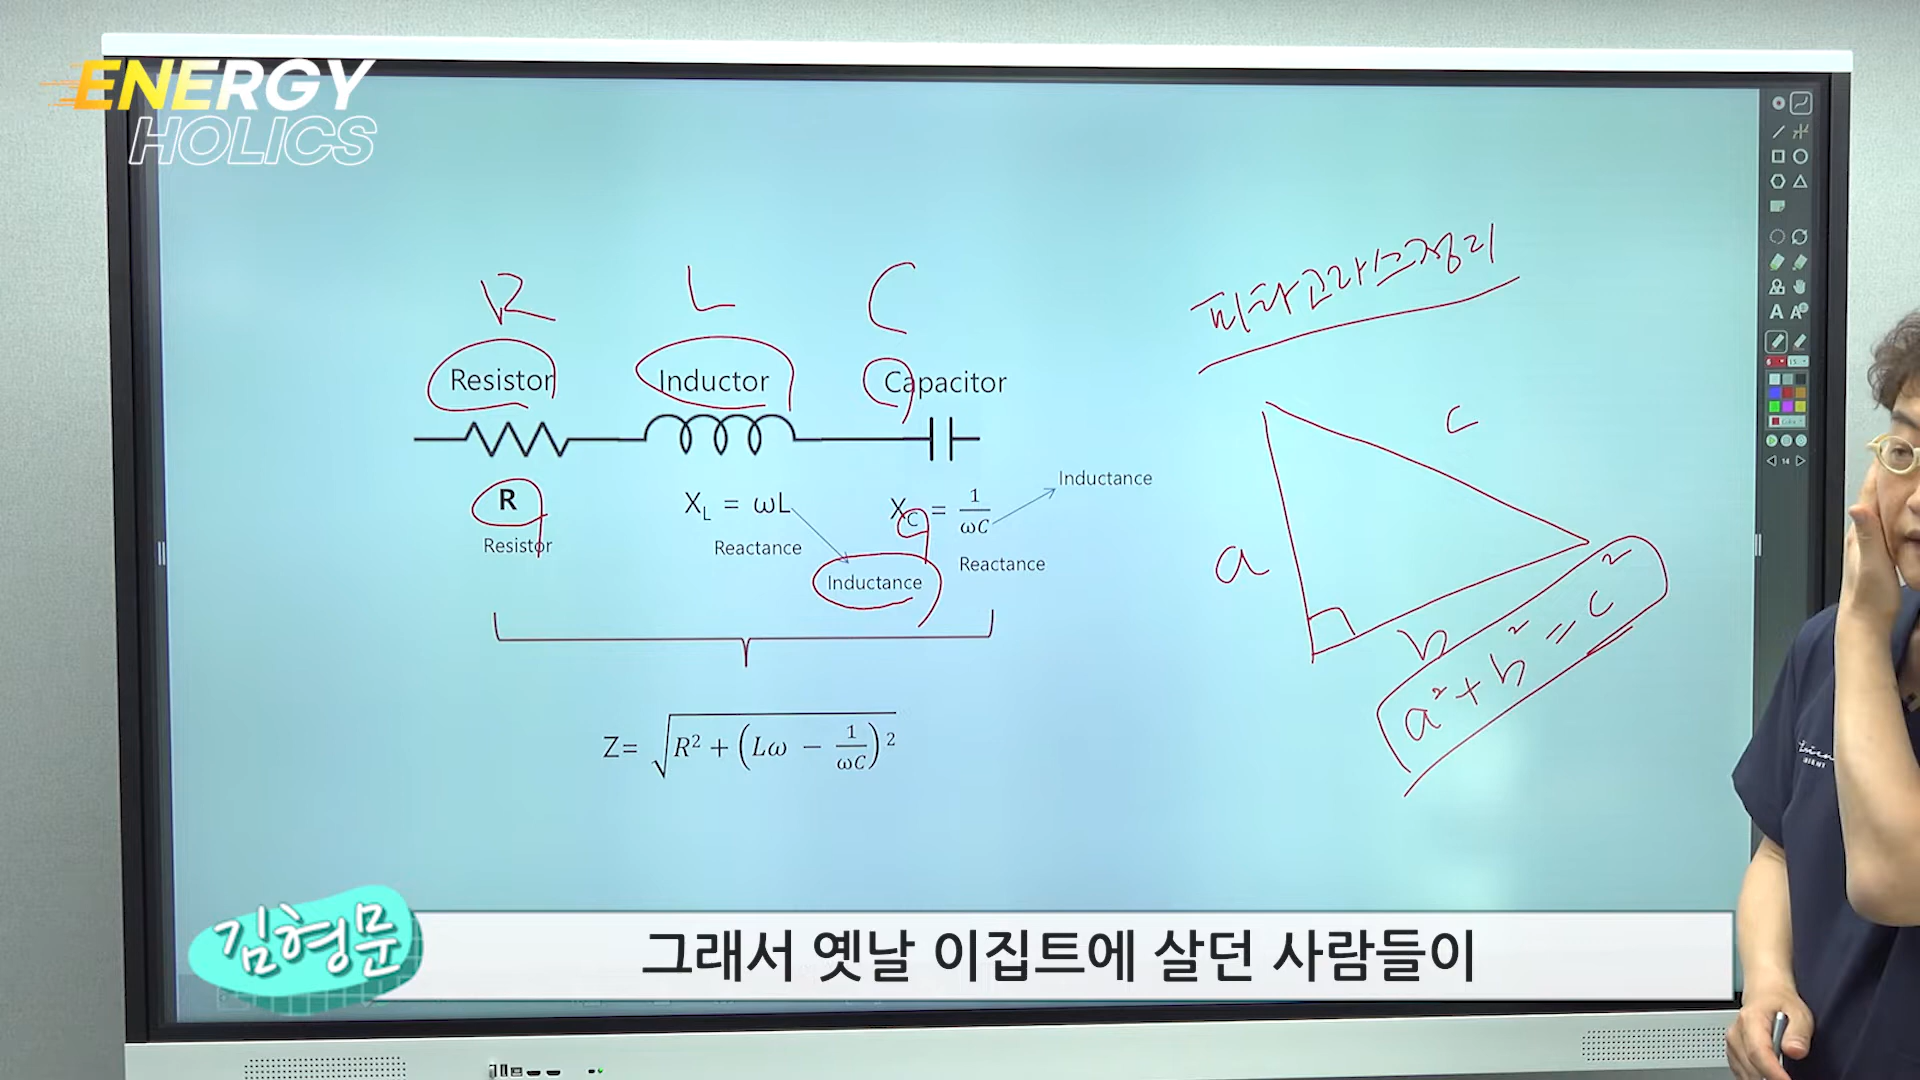 ENERGY
HOLICS
R L C
피타고라스정리
Resistor Inductor Capacitor
c
R
Resistor
X_L = ωL
Reactance
Inductance
X_C = 1/ωC
Reactance
Inductance
a
b
a² + b² = c²
Z= √(R² + (Lω − 1/ωC)²)
김형문
그래서 옛날 이집트에 살던 사람들이